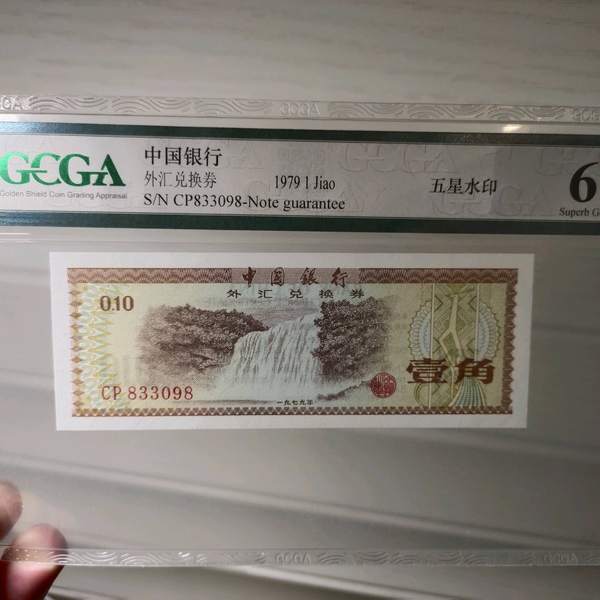 GCGA
Golden Shield Coin Grading Appraisal
中国银行
外汇兑换券 1979 1 Jiao 五星水印
S/N CP833098-Note guarantee
6
Superb G
中国银行
外汇兑换券
0.10
壹角
CP 833098
一九七九年